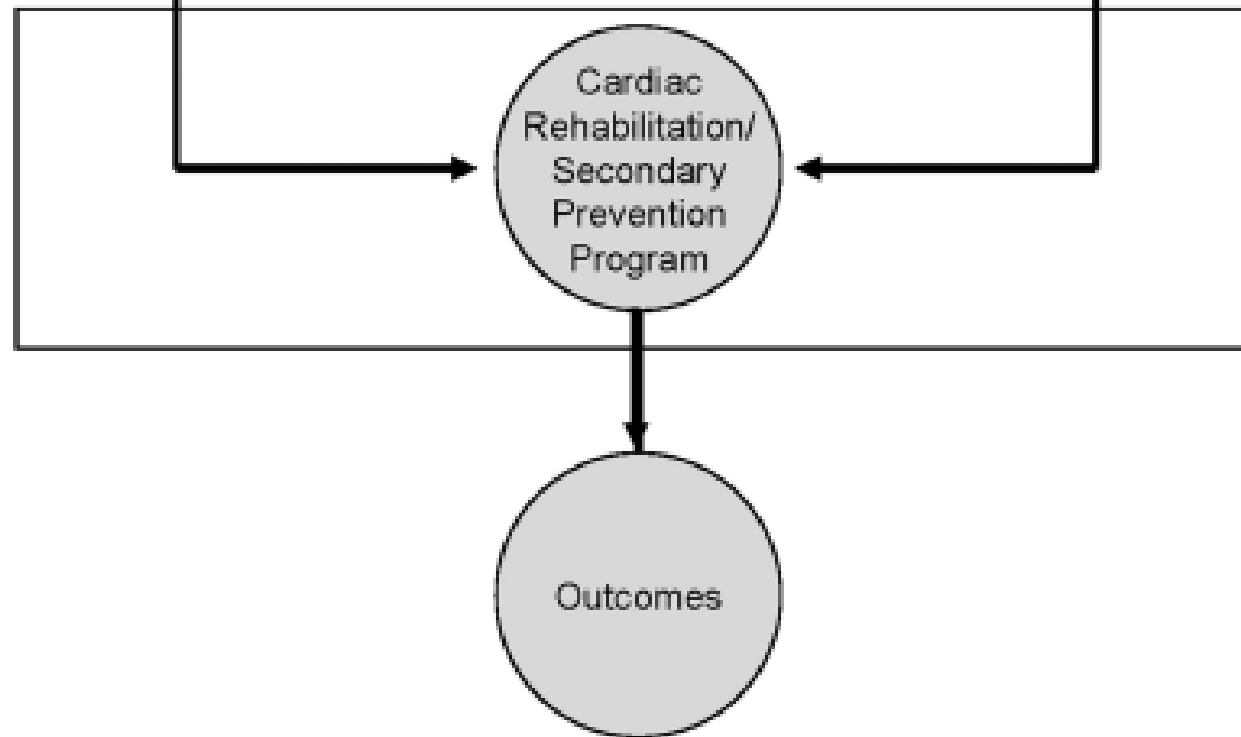 Cardiac
Rehabilitation/
Secondary
Prevention
Program
Outcomes